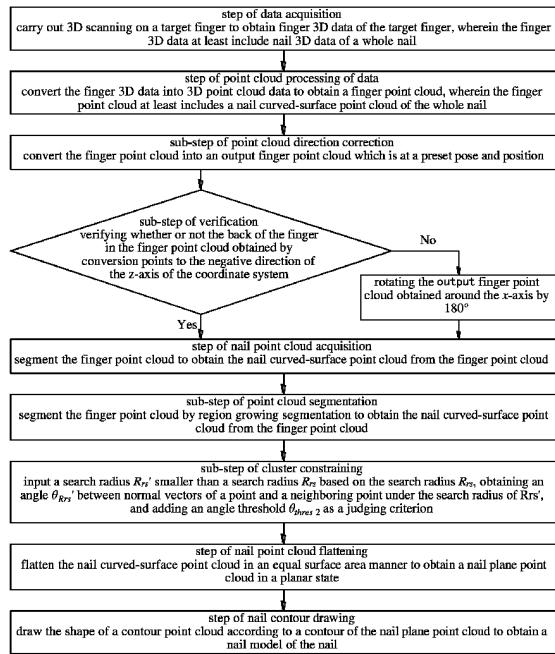 step of data acquisition
carry out 3D scanning on a target finger to obtain finger 3D data of the target finger, wherein the finger
3D data at least include nail 3D data of a whole nail
step of point cloud processing of data
convert the finger 3D data into 3D point cloud data to obtain a finger point cloud, wherein the finger
point cloud at least includes a nail curved-surface point cloud of the whole nail
sub-step of point cloud direction correction
convert the finger point cloud into an output finger point cloud which is at a preset pose and position
sub-step of verification
verifying whether or not the back of the finger
in the finger point cloud obtained by
conversion points to the negative direction of
the z-axis of the coordinate system
No
rotating the output finger point
cloud obtained around the x-axis by
180°
Yes
step of nail point cloud acquisition
segment the finger point cloud to obtain the nail curved-surface point cloud from the finger point cloud
sub-step of point cloud segmentation
segment the finger point cloud by region growing segmentation to obtain the nail curved-surface point
cloud from the finger point cloud
sub-step of cluster constraining
input a search radius Rrs' smaller than a search radius Rrs based on the search radius Rrs, obtaining an
angle θRrs' between normal vectors of a point and a neighboring point under the search radius of Rrs',
and adding an angle threshold θthres 2 as a judging criterion
step of nail point cloud flattening
flatten the nail curved-surface point cloud in an equal surface area manner to obtain a nail plane point
cloud in a planar state
step of nail contour drawing
draw the shape of a contour point cloud according to a contour of the nail plane point cloud to obtain a
nail model of the nail